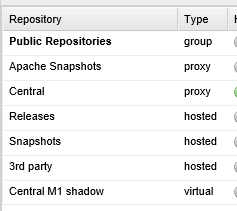 Repository Type
Public Repositories group
Apache Snapshots proxy
Central proxy
Releases hosted
Snapshots hosted
3rd party hosted
Central M1 shadow virtual